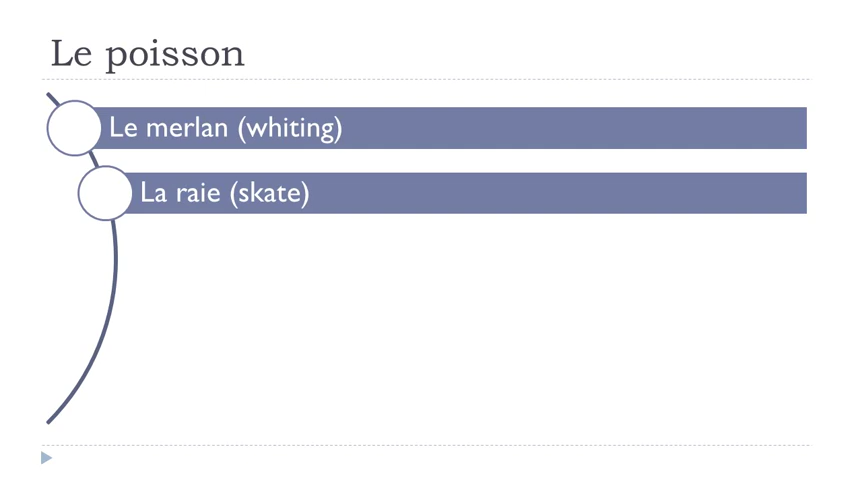 Le poisson
Le merlan (whiting)
La raie (skate)